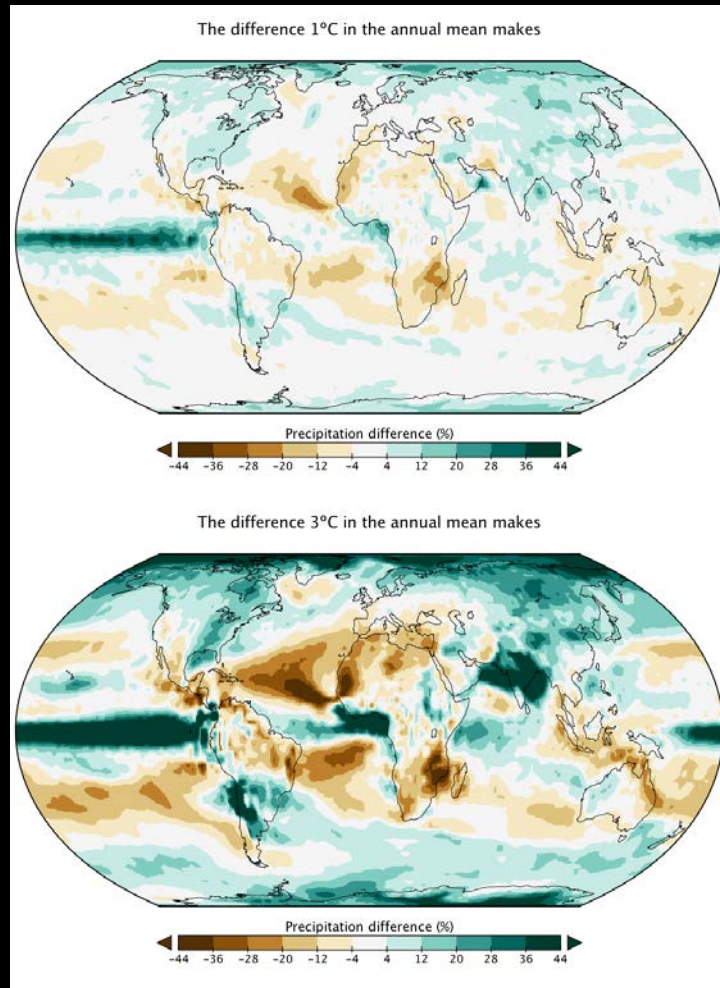 The difference 1ºC in the annual mean makes
Precipitation difference (%)
-44 -36 -28 -20 -12 -4 4 12 20 28 36 44
The difference 3ºC in the annual mean makes
Precipitation difference (%)
-44 -36 -28 -20 -12 -4 4 12 20 28 36 44